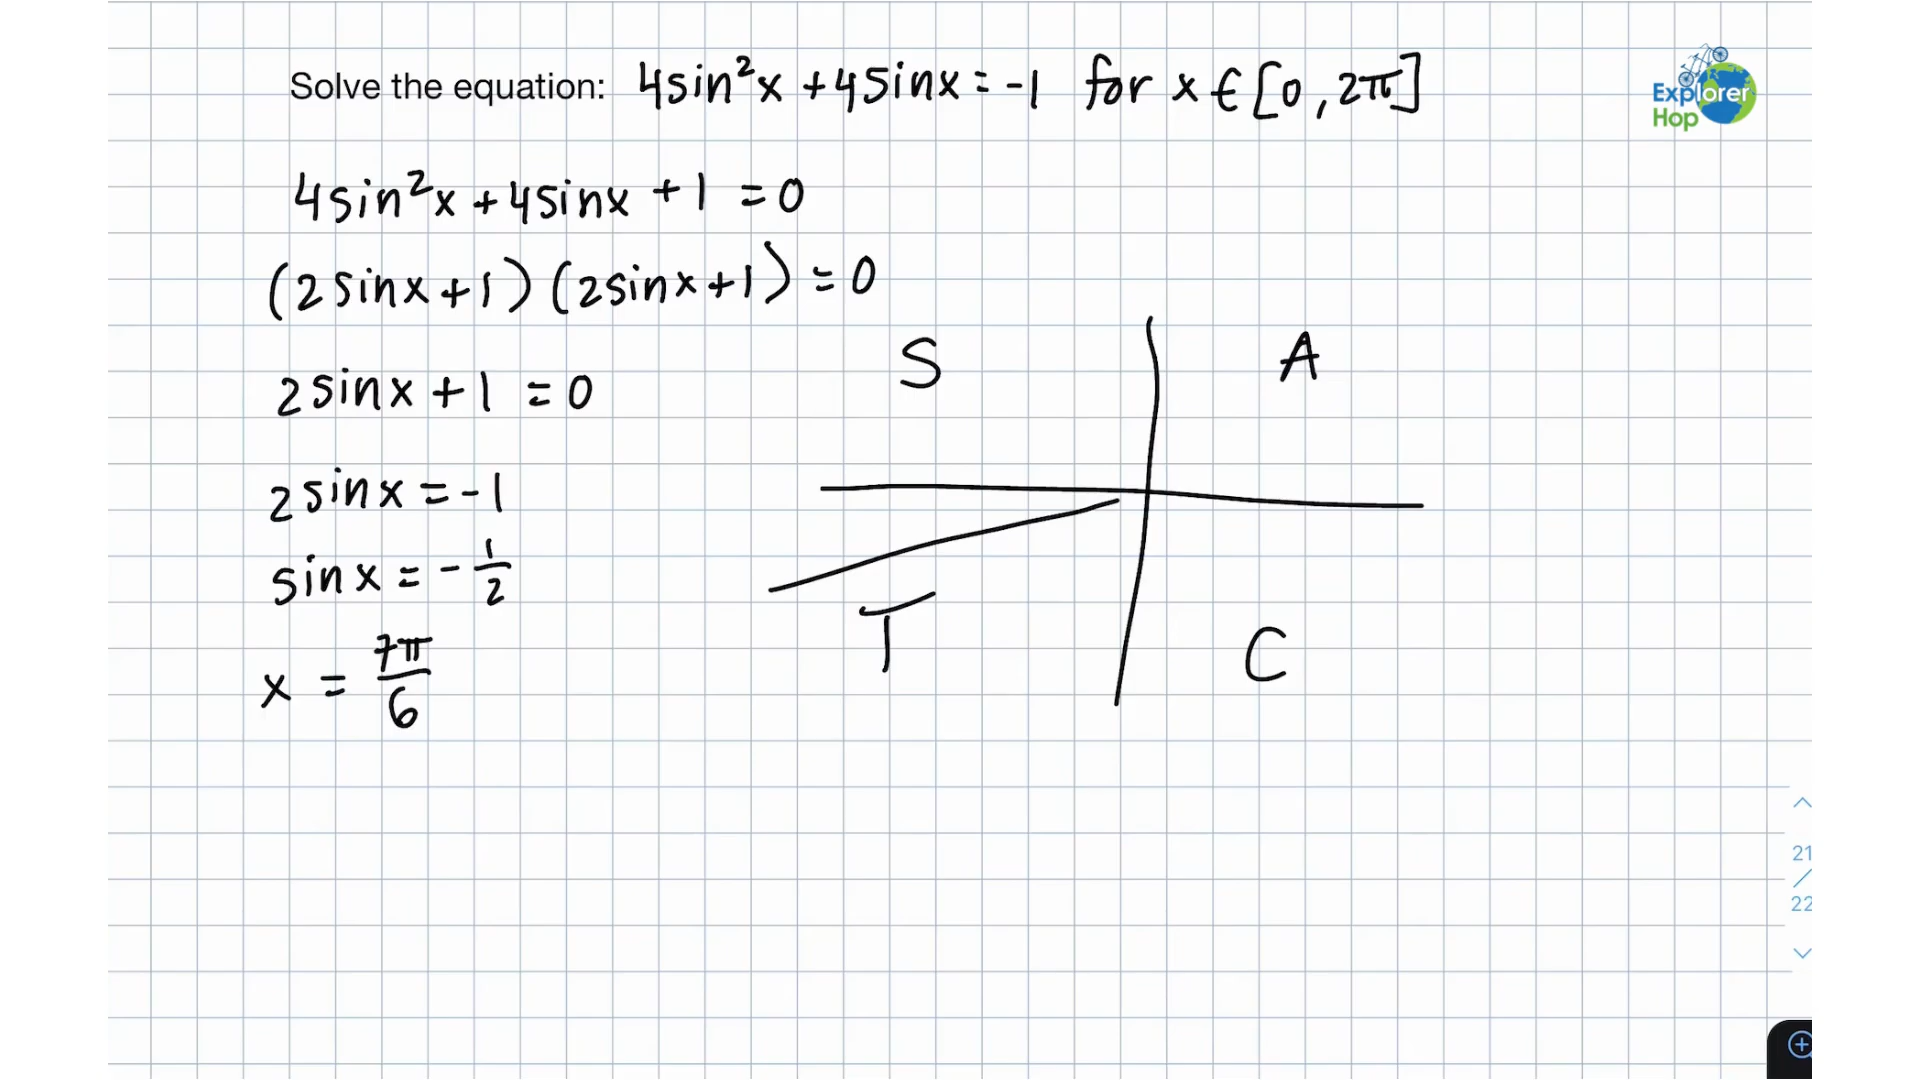 Solve the equation: 4sin²x + 4sinx = -1 for x ∈ [0, 2π]
Explorer
Hop
4sin²x + 4sinx + 1 = 0
(2sinx + 1)(2sinx + 1) = 0
S
A
2sinx + 1 = 0
2sinx = -1
sinx = -1/2
T
C
x = 7π/6
21
/
22